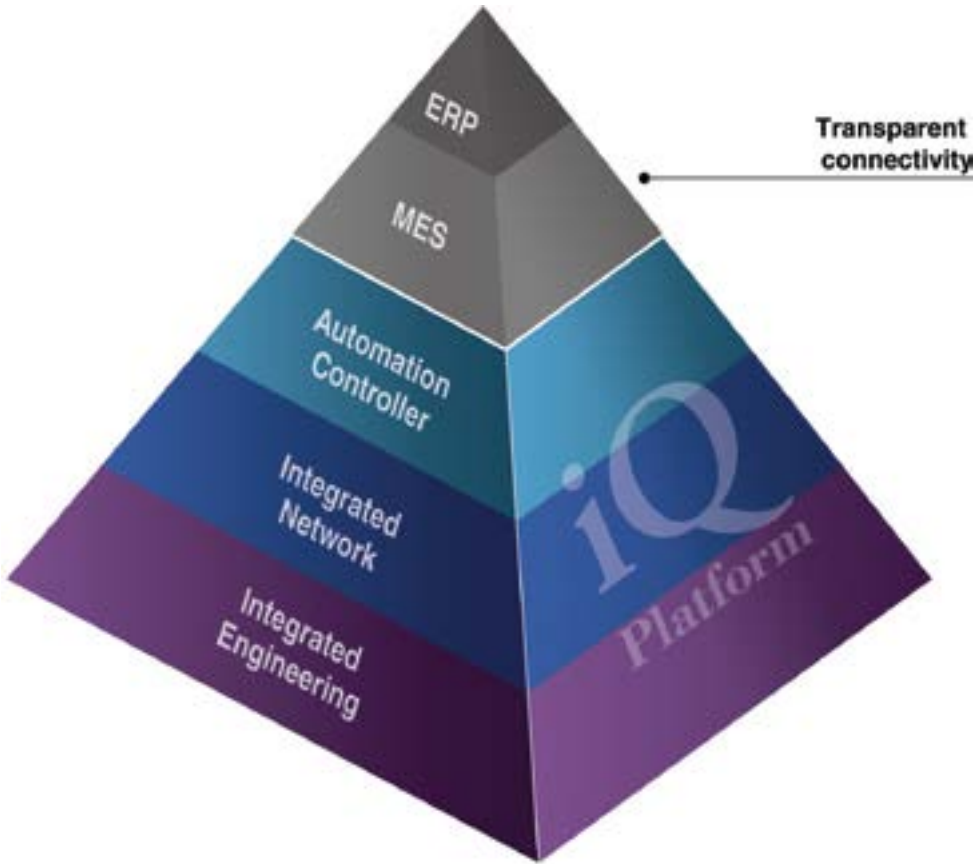 ERP
Transparent
connectivity
MES
Automation
Controller
iQ
Platform
Integrated
Network
Integrated
Engineering